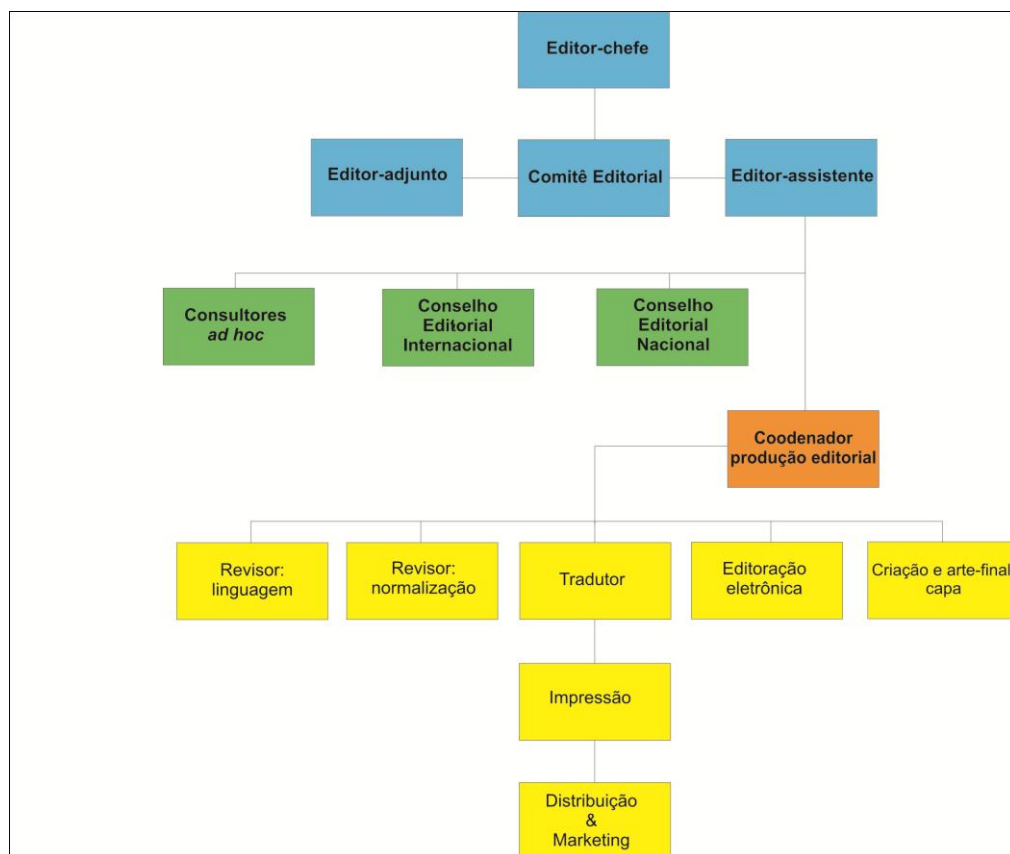 Editor-chefe
Editor-adjunto
Comitê Editorial
Editor-assistente
Consultores
ad hoc
Conselho
Editorial
Internacional
Conselho
Editorial
Nacional
Coodenador
produção editorial
Revisor:
linguagem
Revisor:
normalização
Tradutor
Editoração
eletrônica
Criação e arte-final
capa
Impressão
Distribuição
&
Marketing